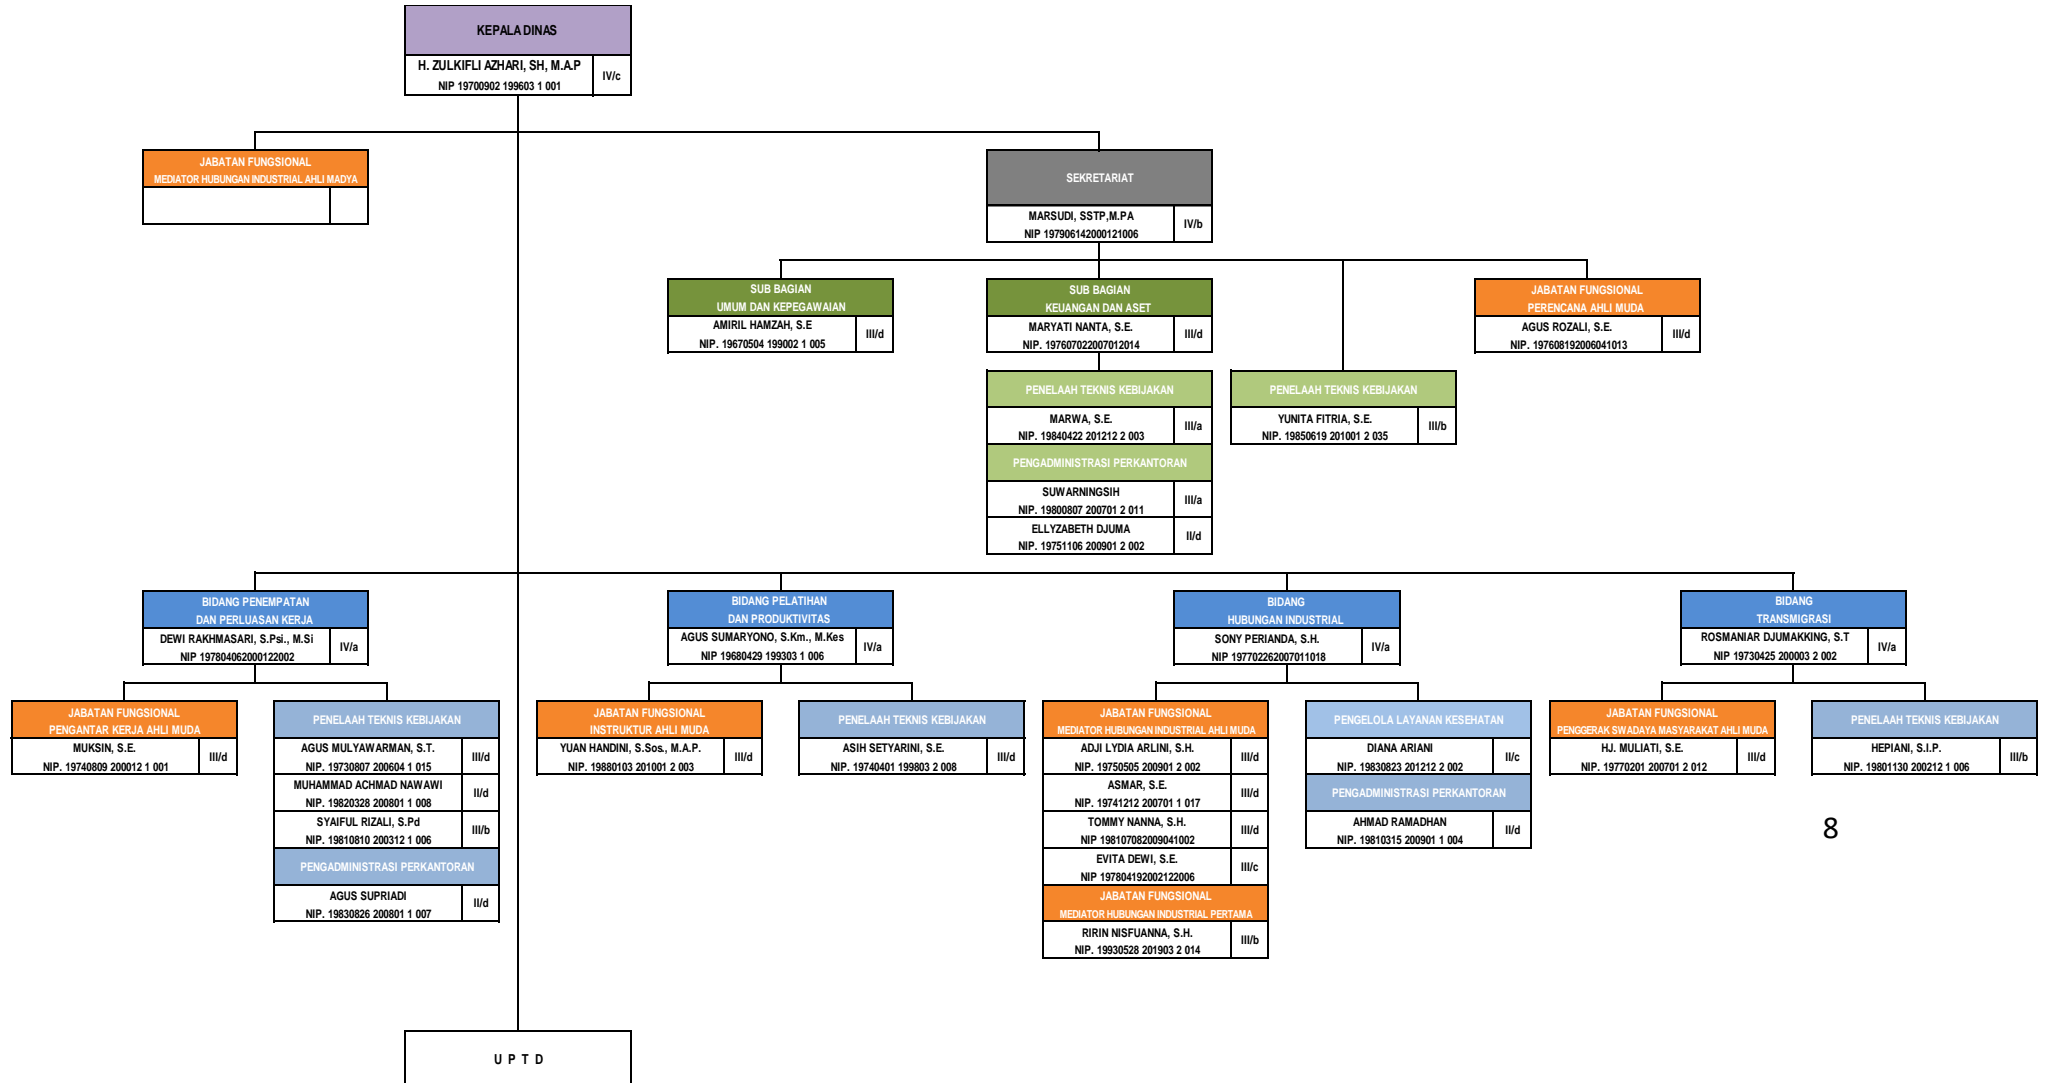 KEPALA DINAS
H. ZULKIFLI AZHARI, SH, M.A.P
NIP 19700902 199603 1 001
IV/c
JABATAN FUNGSIONAL
MEDIATOR HUBUNGAN INDUSTRIAL AHLI MADYA
SEKRETARIAT
MARSUDI, SSTP,M.PA
NIP 197906142000121006
IV/b
SUB BAGIAN
UMUM DAN KEPEGAWAIAN
AMIRIL HAMZAH, S.E
NIP. 19670504 199002 1 005
III/d
SUB BAGIAN
KEUANGAN DAN ASET
MARYATI NANTA, S.E.
NIP. 197607022007012014
III/d
JABATAN FUNGSIONAL
PERENCANA AHLI MUDA
AGUS ROZALI, S.E.
NIP. 197608192006041013
III/d
PENELAAH TEKNIS KEBIJAKAN
MARWA, S.E.
NIP. 19840422 201212 2 003
III/a
PENGADMINISTRASI PERKANTORAN
SUWARNINGSIH
NIP. 19800807 200701 2 011
III/a
ELLYZABETH DJUMA
NIP. 19751106 200901 2 002
II/d
PENELAAH TEKNIS KEBIJAKAN
YUNITA FITRIA, S.E.
NIP. 19850619 201001 2 035
III/b
BIDANG PENEMPATAN
DAN PERLUASAN KERJA
DEWI RAKHMASARI, S.Psi., M.Si
NIP 197804062000122002
IV/a
BIDANG PELATIHAN
DAN PRODUKTIVITAS
AGUS SUMARYONO, S.Km., M.Kes
NIP 19680429 199303 1 006
IV/a
BIDANG
HUBUNGAN INDUSTRIAL
SONY PERIANDA, S.H.
NIP 197702262007011018
IV/a
BIDANG
TRANSMIGRASI
ROSMANIAR DJUMAKKING, S.T
NIP 19730425 200003 2 002
IV/a
JABATAN FUNGSIONAL
PENGANTAR KERJA AHLI MUDA
MUKSIN, S.E.
NIP. 19740809 200012 1 001
III/d
PENELAAH TEKNIS KEBIJAKAN
AGUS MULYAWARMAN, S.T.
NIP. 19730807 200604 1 015
III/d
MUHAMMAD ACHMAD NAWAWI
NIP. 19820328 200801 1 008
II/d
SYAIFUL RIZALI, S.Pd
NIP. 19810810 200312 1 006
III/b
PENGADMINISTRASI PERKANTORAN
AGUS SUPRIADI
NIP. 19830826 200801 1 007
II/d
JABATAN FUNGSIONAL
INSTRUKTUR AHLI MUDA
YUAN HANDINI, S.Sos., M.A.P.
NIP. 19880103 201001 2 003
III/d
PENELAAH TEKNIS KEBIJAKAN
ASIH SETYARINI, S.E.
NIP. 19740401 199803 2 008
III/d
JABATAN FUNGSIONAL
MEDIATOR HUBUNGAN INDUSTRIAL AHLI MUDA
ADJI LYDIA ARLINI, S.H.
NIP. 19750505 200901 2 002
III/d
ASMAR, S.E.
NIP. 19741212 200701 1 017
III/d
TOMMY NANNA, S.H.
NIP 198107082009041002
III/d
EVITA DEWI, S.E.
NIP 197804192002122006
III/c
JABATAN FUNGSIONAL
MEDIATOR HUBUNGAN INDUSTRIAL PERTAMA
RIRIN NISFUANNA, S.H.
NIP. 19930528 201903 2 014
III/b
PENGELOLA LAYANAN KESEHATAN
DIANA ARIANI
NIP. 19830823 201212 2 002
II/c
PENGADMINISTRASI PERKANTORAN
AHMAD RAMADHAN
NIP. 19810315 200901 1 004
II/d
JABATAN FUNGSIONAL
PENGGERAK SWADAYA MASYARAKAT AHLI MUDA
HJ. MULIATI, S.E.
NIP. 19770201 200701 2 012
III/d
PENELAAH TEKNIS KEBIJAKAN
HEPIANI, S.I.P.
NIP. 19801130 200212 1 006
III/b
8
U P T D